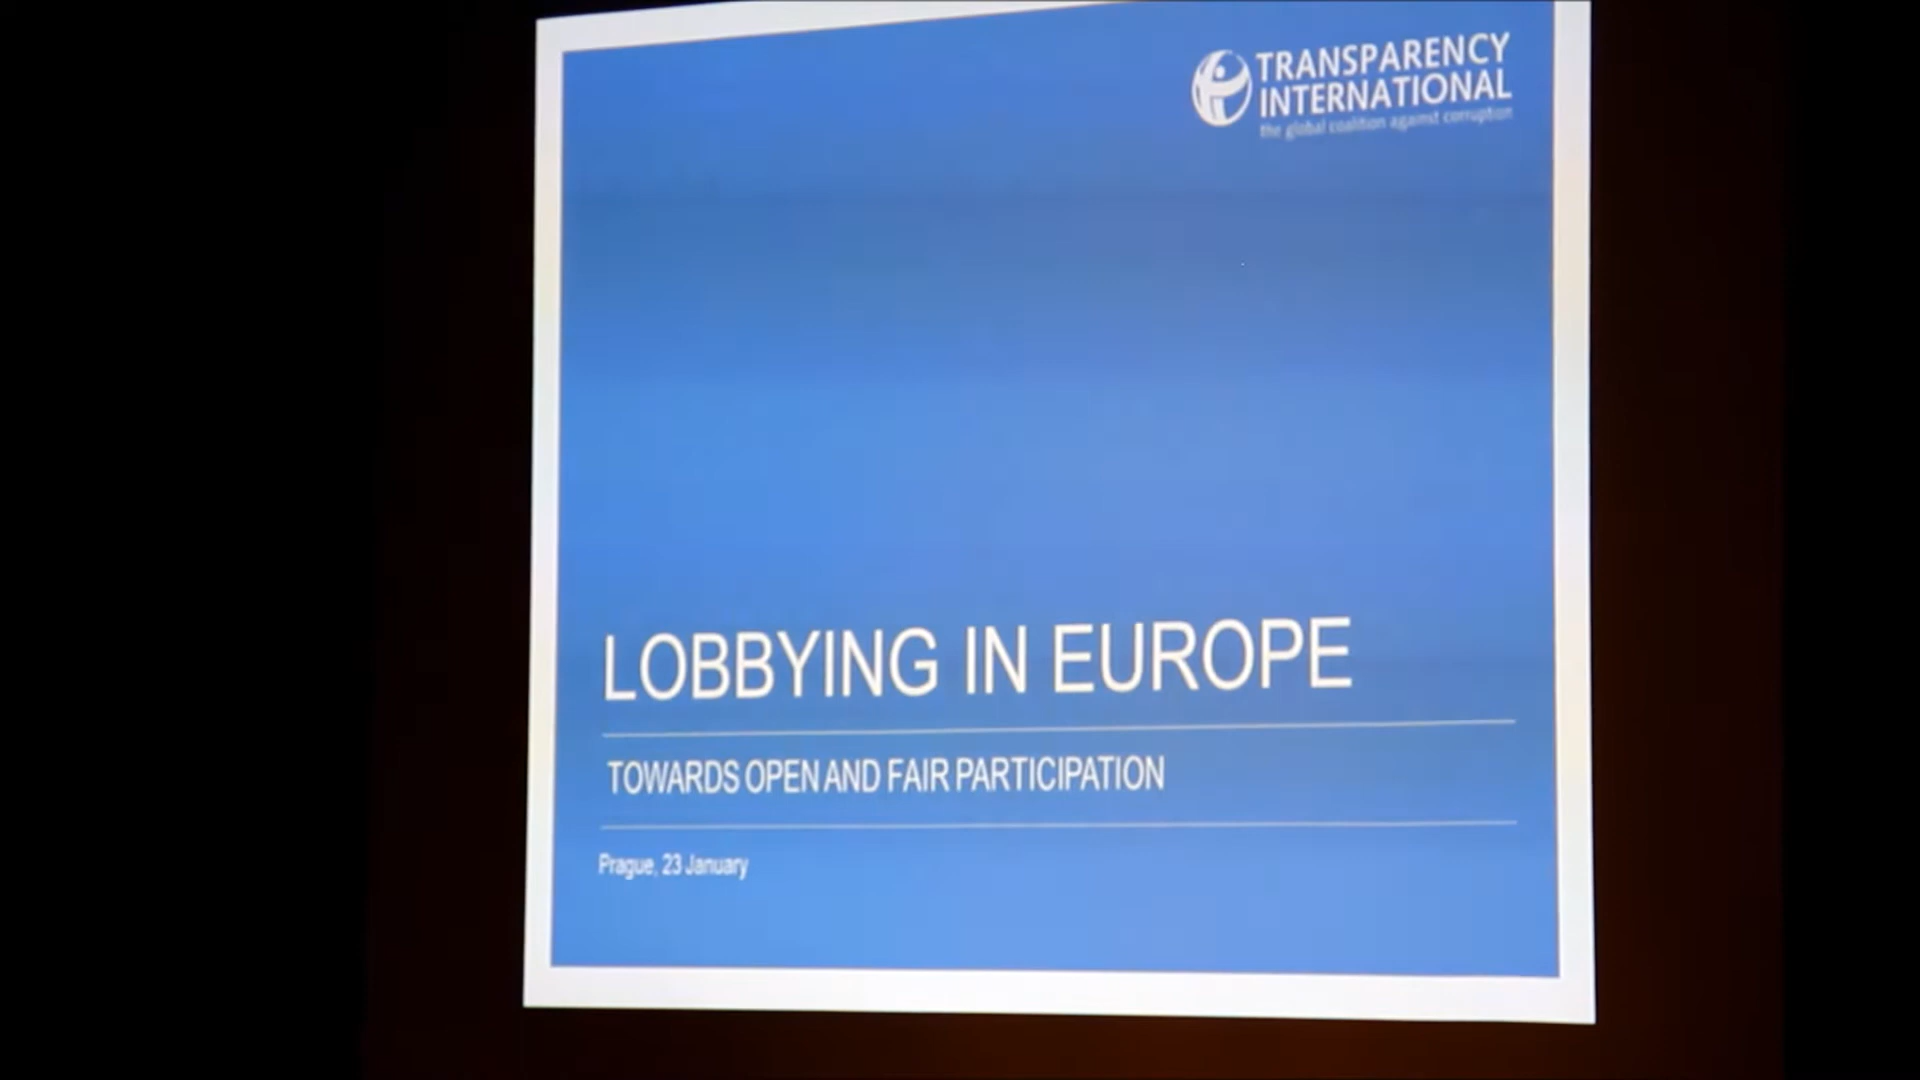 TRANSPARENCY
INTERNATIONAL
the global coalition against corruption
LOBBYING IN EUROPE
TOWARDS OPEN AND FAIR PARTICIPATION
Prague, 23 January